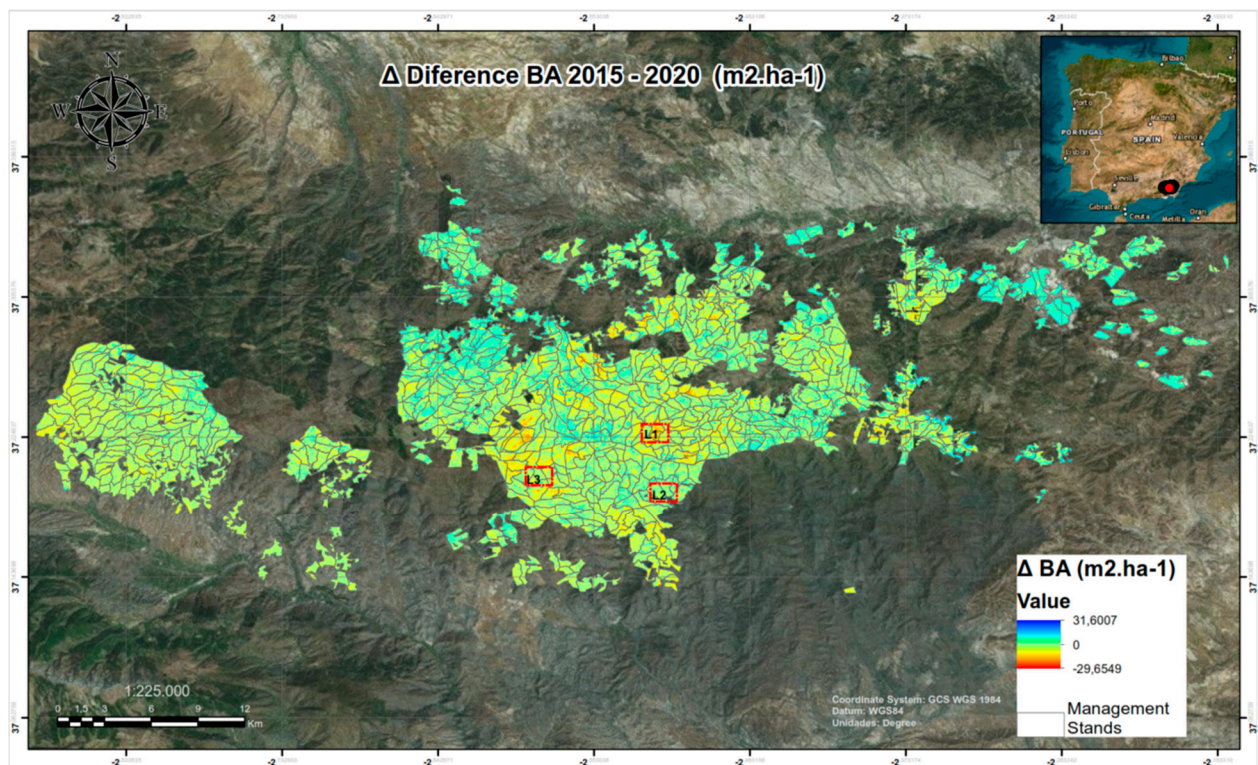 Δ Diference BA 2015 - 2020 (m2.ha-1)
N
W
E
S
Bilbao
Porto
Madrid
PORTUGAL
SPAIN
Valencia
Lisbon
Seville
Gibraltar
Ceuta
Melilla
Oran
L1
L3
L2
Δ BA (m2.ha-1)
Value
31,6007
0
-29,6549
Management
Stands
1:225.000
0 1,5 3 6 9 12
Km
Coordinate System: GCS WGS 1984
Datum: WGS84
Unidades: Degree